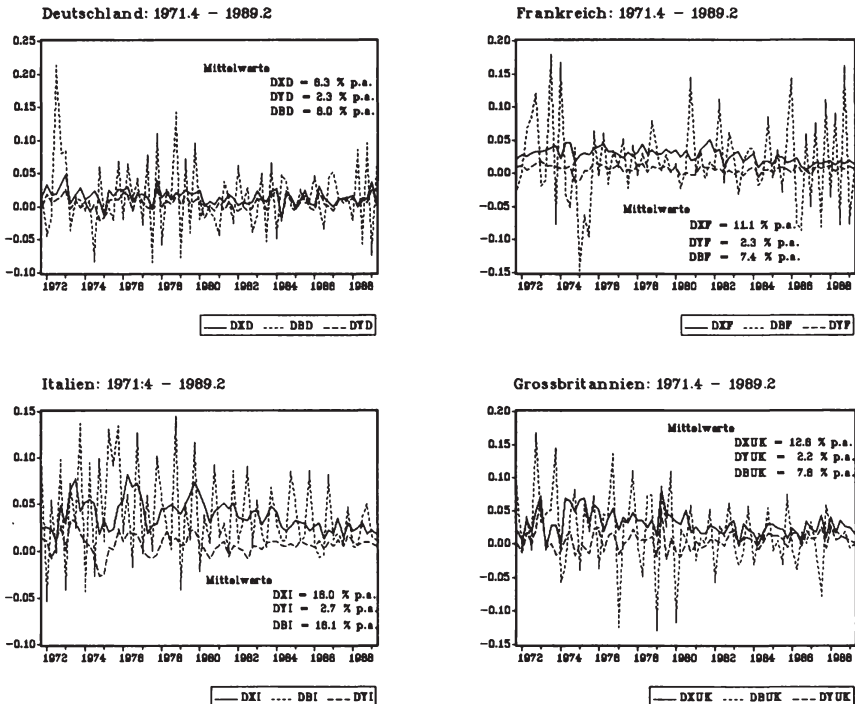 Deutschland: 1971.4 – 1989.2
0.25
0.20
0.15
0.10
0.05
0.00
-0.05
-0.10
Mittelwerte
DXD = 6.3 % p.a.
DYD = 2.3 % p.a.
DBD = 8.0 % p.a.
1972 1974 1976 1978 1980 1982 1984 1986 1988
DXD DBD DYD
Frankreich: 1971.4 – 1989.2
0.20
0.15
0.10
0.05
0.00
-0.05
-0.10
-0.15
Mittelwerte
DXF = 11.1 % p.a.
DYF = 2.3 % p.a.
DBF = 7.4 % p.a.
1972 1974 1976 1978 1980 1982 1984 1986 1988
DXF DBF DYF
Italien: 1971:4 – 1989.2
0.15
0.10
0.05
0.00
-0.05
-0.10
Mittelwerte
DXI = 16.0 % p.a.
DYI = 2.7 % p.a.
DBI = 16.1 % p.a.
1972 1974 1976 1978 1980 1982 1984 1986 1988
DXI DBI DYI
Grossbritannien: 1971.4 – 1989.2
0.20
0.15
0.10
0.05
0.00
-0.05
-0.10
-0.15
Mittelwerte
DXUK = 12.6 % p.a.
DYUK = 2.2 % p.a.
DBUK = 7.8 % p.a.
1972 1974 1976 1978 1980 1982 1984 1986 1988
DXUK DBUK DYUK